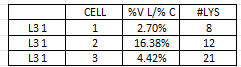 CELL %V L/% C #LYS
L3 1 1 2.70% 8
L3 1 2 16.38% 12
L3 1 3 4.42% 21